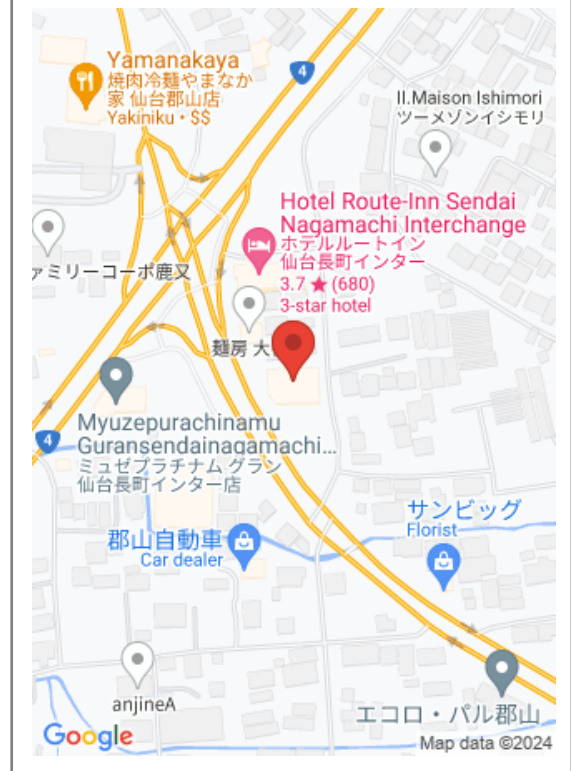 Yamanakaya
焼肉冷麺やまなか
家 仙台郡山店
Yakiniku • $$
4
II.Maison Ishimori
ツーメゾンイシモリ
Hotel Route-Inn Sendai
Nagamachi Interchange
ホテルルートイン
仙台長町インター
3.7 ★ (680)
3-star hotel
ァミリーコーポ鹿又
麺房 大
Myuzepurachinamu
Guransendainagamachi...
ミュゼプラチナム グラン
仙台長町インター店
4
サンビッグ
Florist
郡山自動車
Car dealer
anjineA
エコロ・パル郡山
Google
Map data ©2024